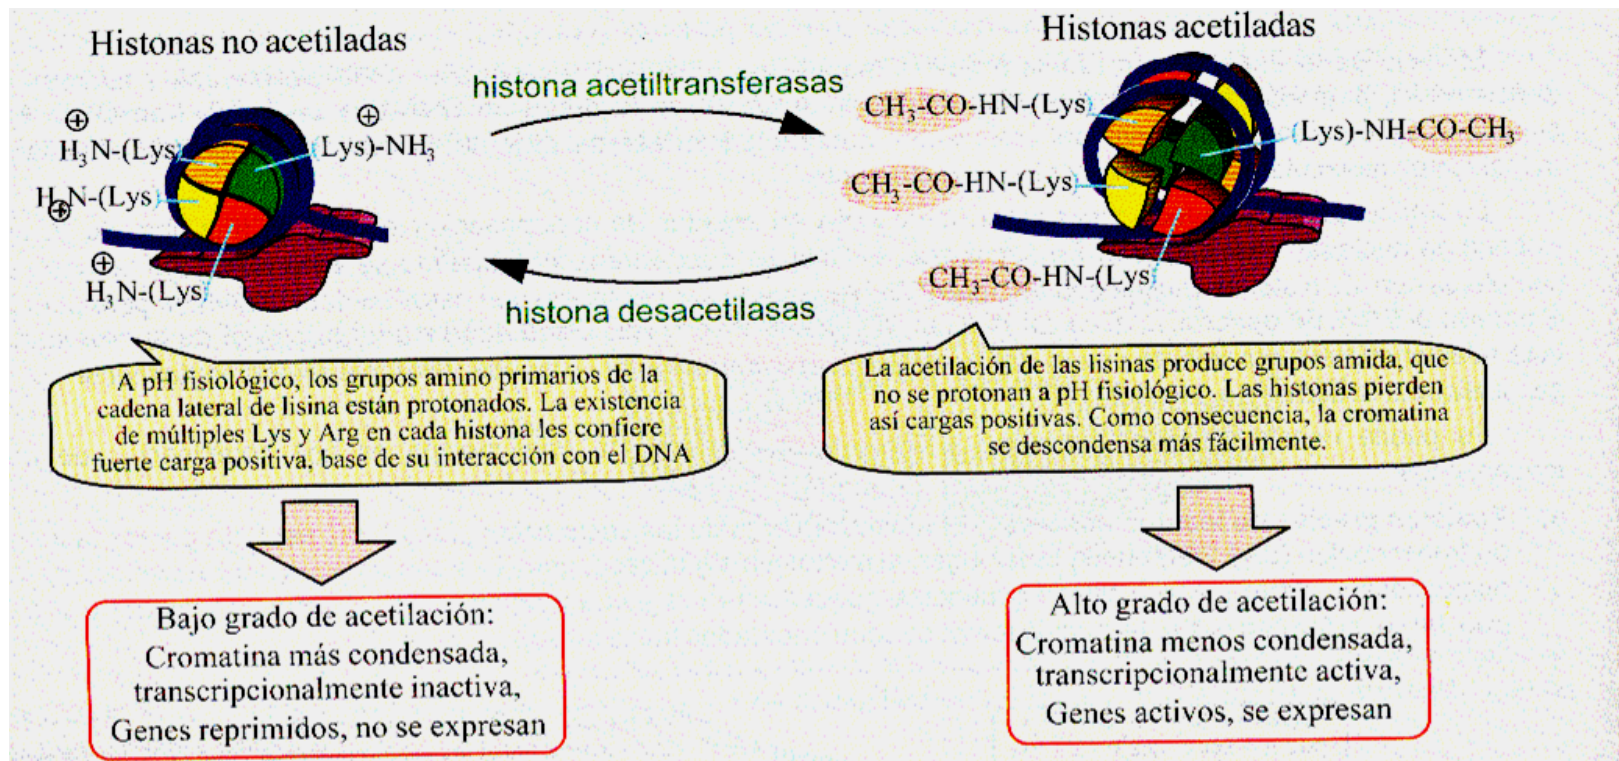 Histonas no acetiladas
Histonas acetiladas
histona acetiltransferasas
⊕
H₃N-(Lys)
⊕
(Lys)-NH₃
H₃N-(Lys)
⊕
⊕
H₃N-(Lys)
CH₃-CO-HN-(Lys)
(Lys)-NH-CO-CH₃
CH₃-CO-HN-(Lys)
CH₃-CO-HN-(Lys)
histona desacetilasas
A pH fisiológico, los grupos amino primarios de la
cadena lateral de lisina están protonados. La existencia
de múltiples Lys y Arg en cada histona les confiere
fuerte carga positiva, base de su interacción con el DNA
La acetilación de las lisinas produce grupos amida, que
no se protonan a pH fisiológico. Las histonas pierden
así cargas positivas. Como consecuencia, la cromatina
se descondensa más fácilmente.
Bajo grado de acetilación:
Cromatina más condensada,
transcripcionalmente inactiva,
Genes reprimidos, no se expresan
Alto grado de acetilación:
Cromatina menos condensada,
transcripcionalmente activa,
Genes activos, se expresan